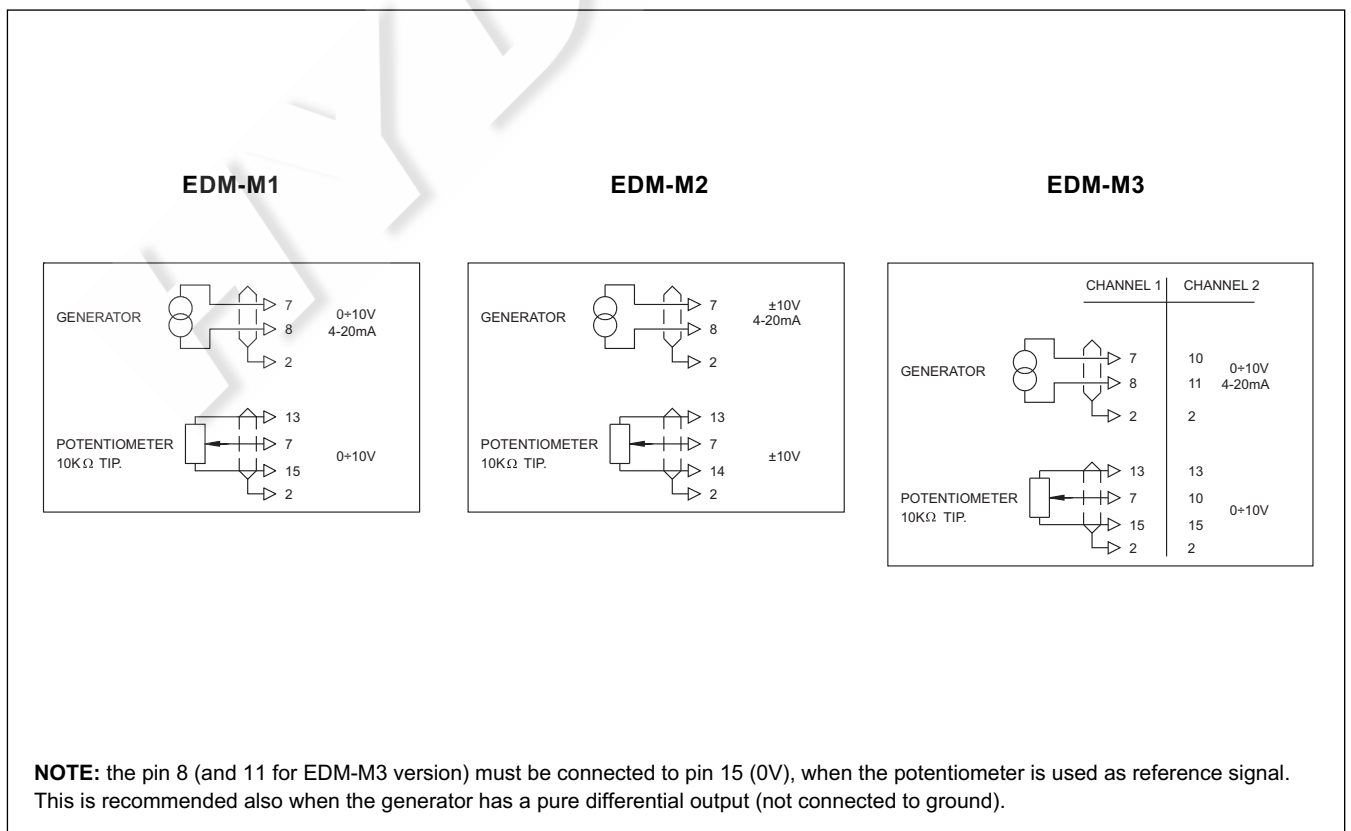 EDM-M1
EDM-M2
EDM-M3
GENERATOR
7
8
2
0÷10V
4-20mA
POTENTIOMETER
10KΩ TIP.
13
7
15
2
0÷10V
GENERATOR
7
8
2
±10V
4-20mA
POTENTIOMETER
10KΩ TIP.
13
7
14
2
±10V
CHANNEL 1 CHANNEL 2
GENERATOR
7 10
8 11
2 2
0÷10V
4-20mA
POTENTIOMETER
10KΩ TIP.
13 13
7 10
15 15
2 2
0÷10V
NOTE: the pin 8 (and 11 for EDM-M3 version) must be connected to pin 15 (0V), when the potentiometer is used as reference signal.
This is recommended also when the generator has a pure differential output (not connected to ground).